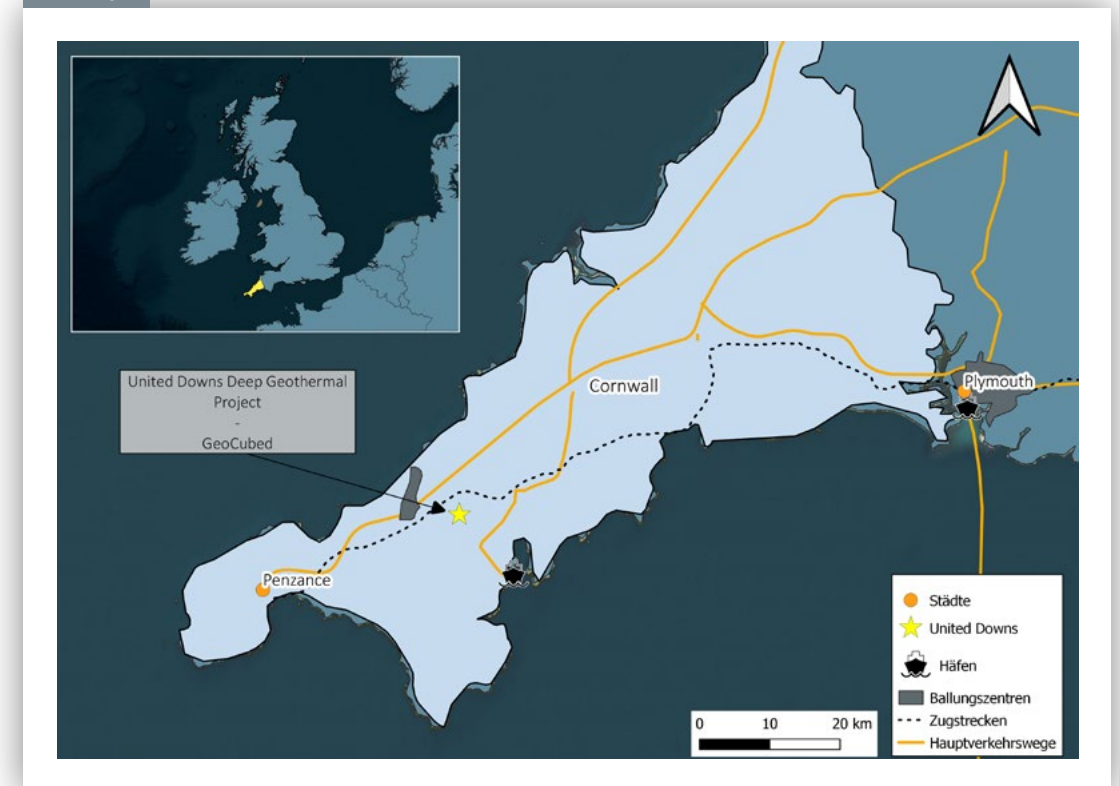 United Downs Deep Geothermal
Project
-
GeoCubed
Cornwall
Plymouth
Penzance
Städte
United Downs
Häfen
Ballungszentren
Zugstrecken
Hauptverkehrswege
0 10 20 km